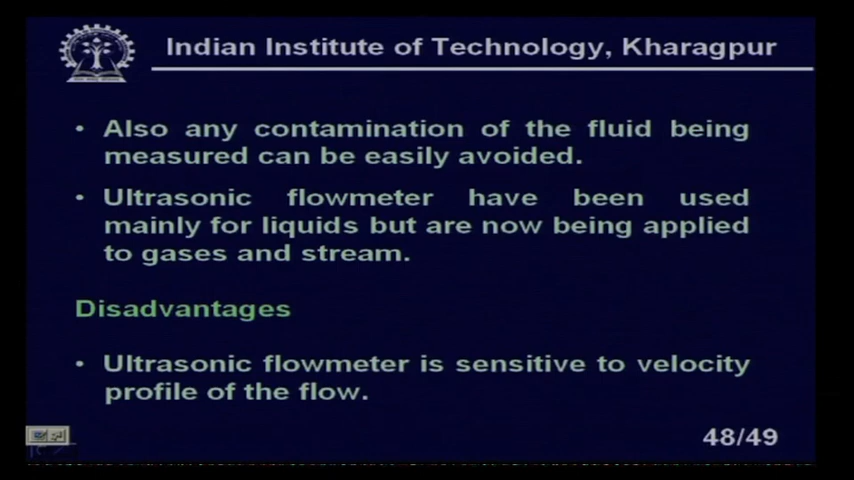 Indian Institute of Technology, Kharagpur
• Also any contamination of the fluid being
measured can be easily avoided.
• Ultrasonic flowmeter have been used
mainly for liquids but are now being applied
to gases and stream.
Disadvantages
• Ultrasonic flowmeter is sensitive to velocity
profile of the flow.
48/49